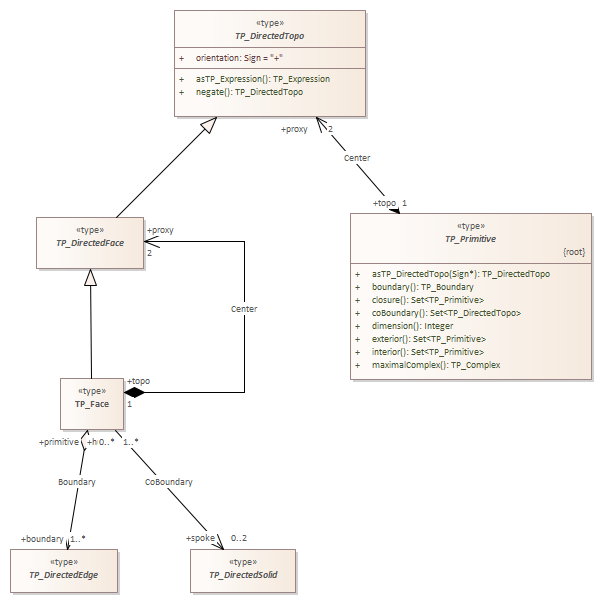 «type»
TP_DirectedTopo
+ orientation: Sign = "+"
+ asTP_Expression(): TP_Expression
+ negate(): TP_DirectedTopo
+proxy 2
Center
+topo 1
«type»
TP_DirectedFace
+proxy
2
«type»
TP_Primitive
{root}
+ asTP_DirectedTopo(Sign*): TP_DirectedTopo
+ boundary(): TP_Boundary
+ closure(): Set<TP_Primitive>
+ coBoundary(): Set<TP_DirectedTopo>
+ dimension(): Integer
+ exterior(): Set<TP_Primitive>
+ interior(): Set<TP_Primitive>
+ maximalComplex(): TP_Complex
Center
«type»
TP_Face
+topo
1
+primitive 0..* 1..*
Boundary
CoBoundary
+boundary 1..*
+spoke 0..2
«type»
TP_DirectedEdge
«type»
TP_DirectedSolid